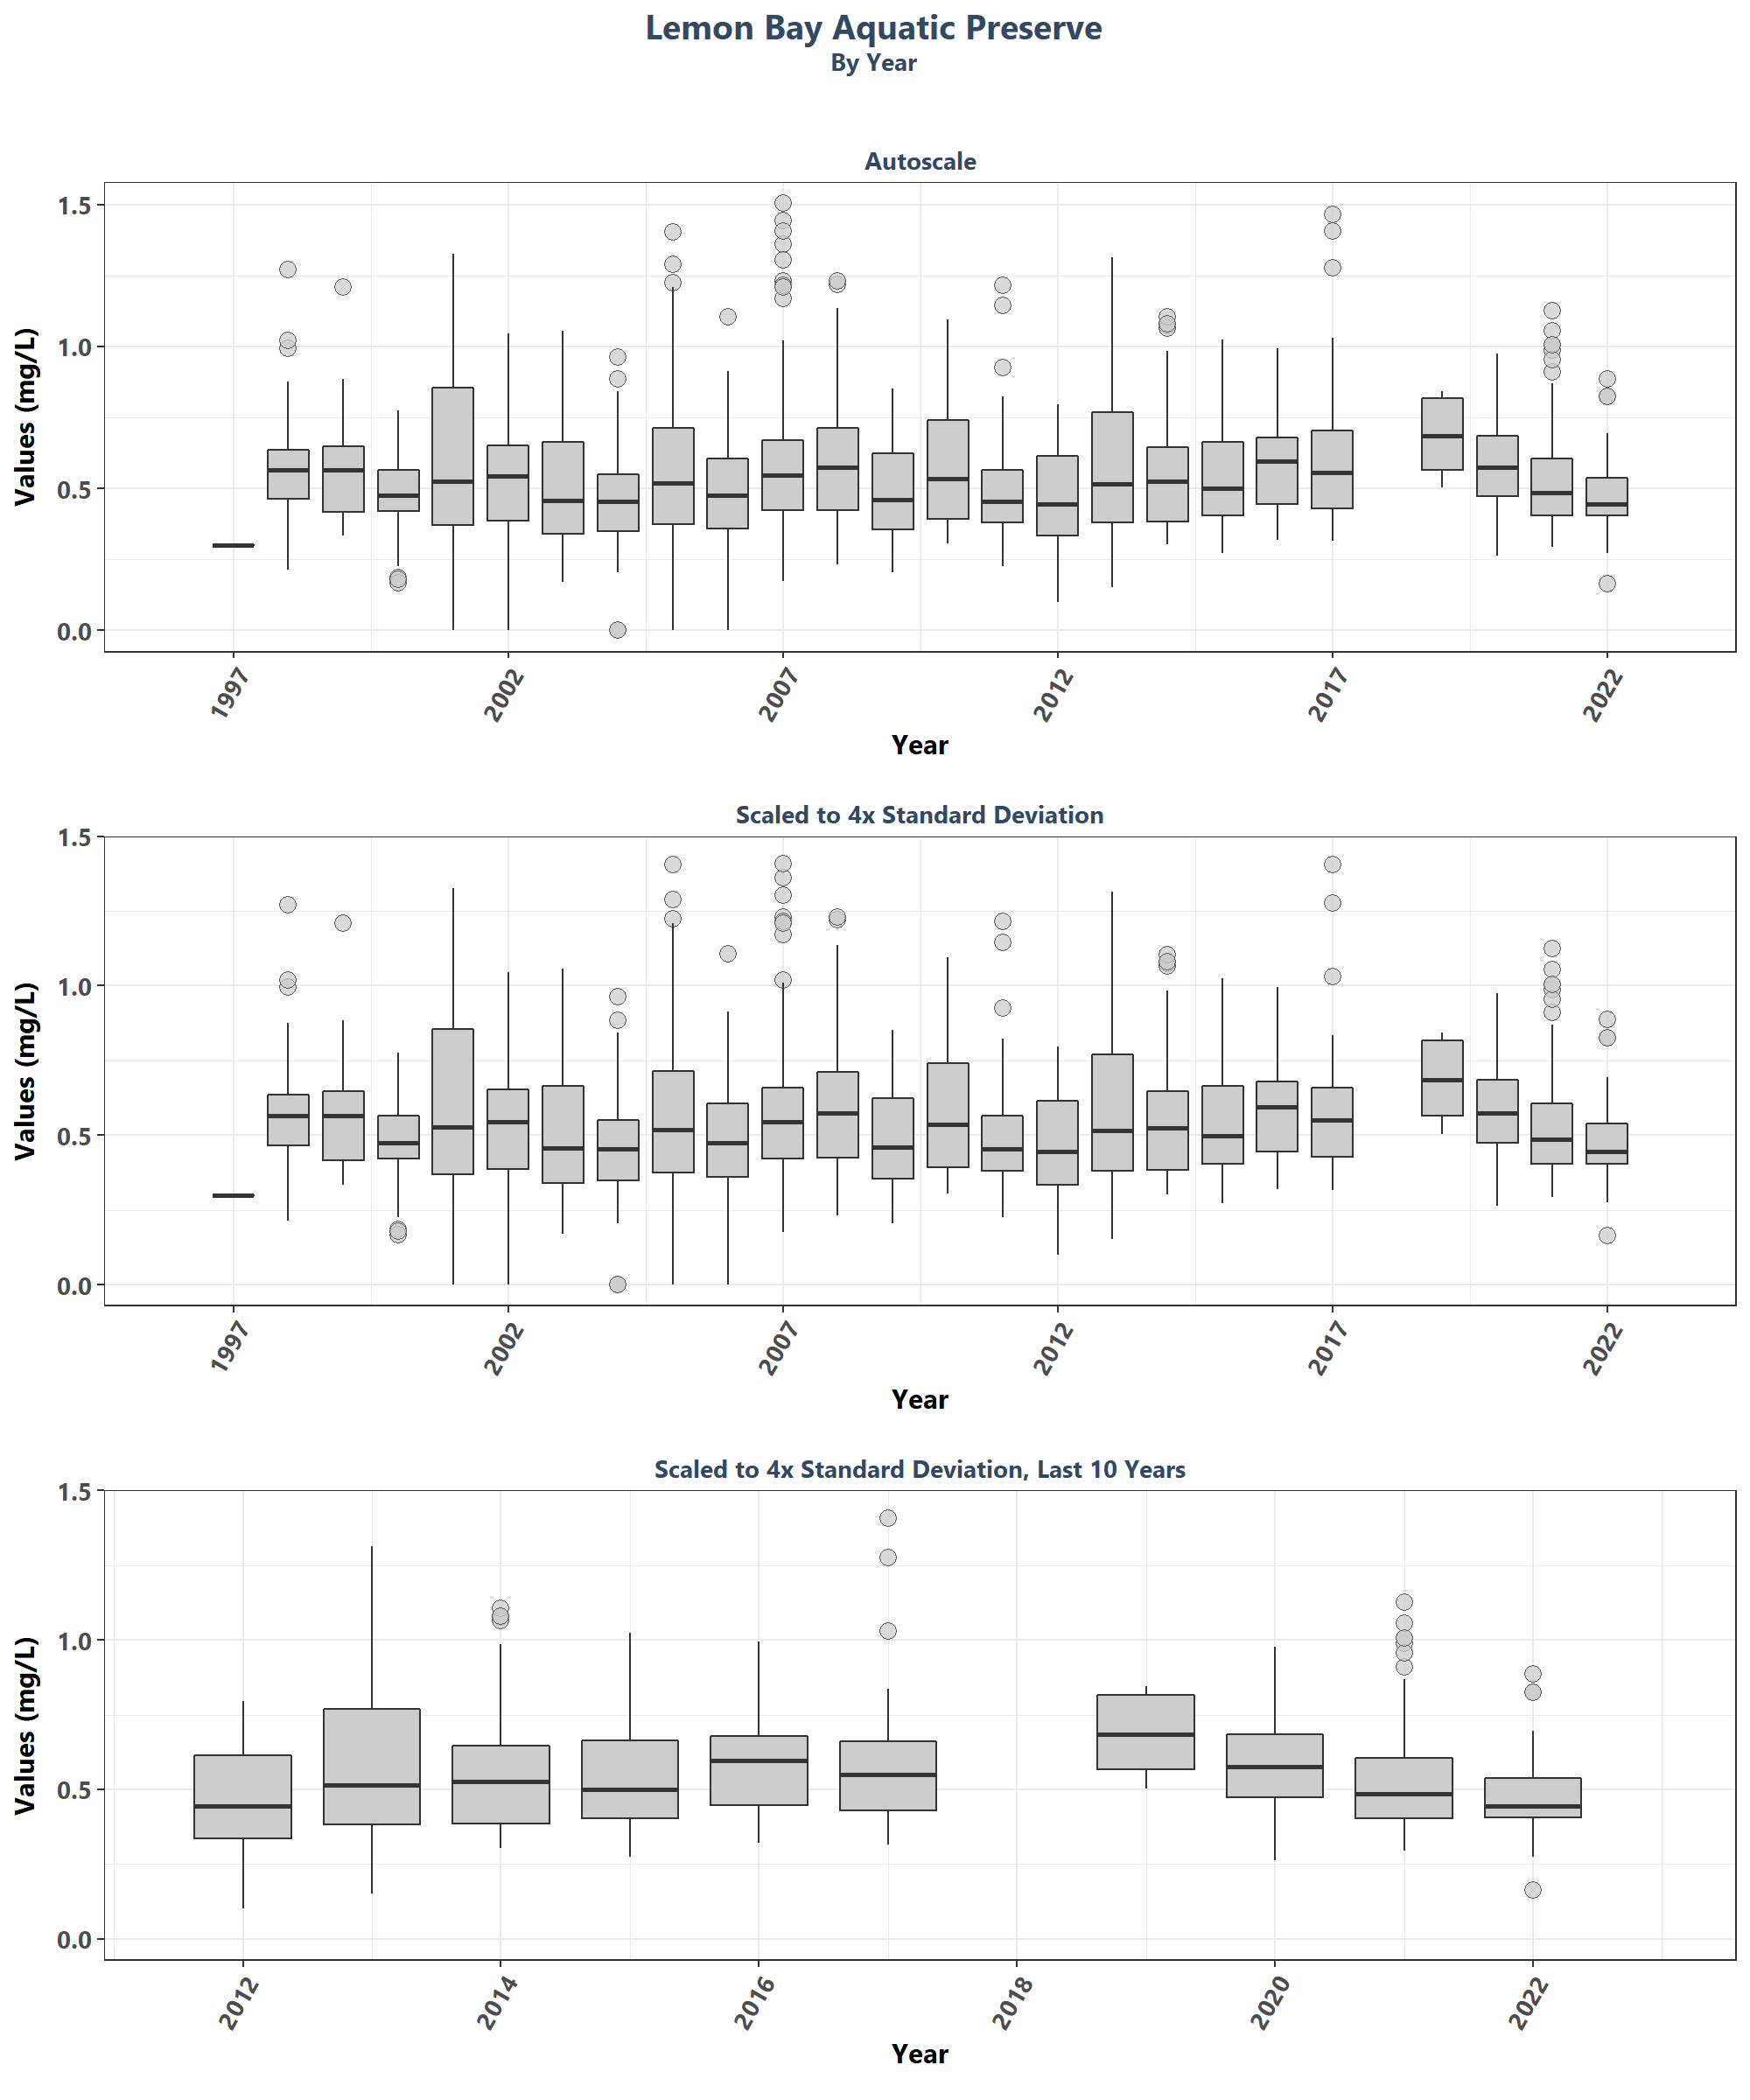 Lemon Bay Aquatic Preserve
By Year
Autoscale
Values (mg/L)
1.5
1.0
0.5
0.0
1997
2002
2007
2012
2017
2022
Year
Scaled to 4x Standard Deviation
Values (mg/L)
1.5
1.0
0.5
0.0
1997
2002
2007
2012
2017
2022
Year
Scaled to 4x Standard Deviation, Last 10 Years
Values (mg/L)
1.5
1.0
0.5
0.0
2012
2014
2016
2018
2020
2022
Year